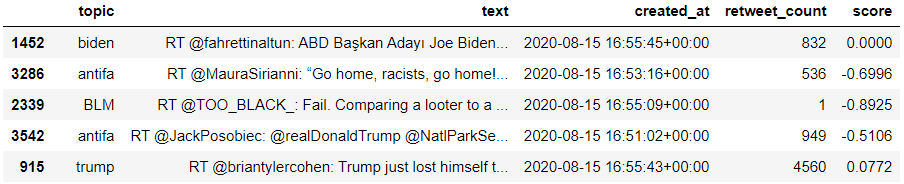 topic text created_at retweet_count score
1452 biden RT @fahrettinaltun: ABD Başkan Adayı Joe Biden... 2020-08-15 16:55:45+00:00 832 0.0000
3286 antifa RT @MauraSirianni: “Go home, racists, go home!... 2020-08-15 16:53:16+00:00 536 -0.6996
2339 BLM RT @TOO_BLACK_: Fail. Comparing a looter to a ... 2020-08-15 16:55:09+00:00 1 -0.8925
3542 antifa RT @JackPosobiec: @realDonaldTrump @NatlParkSe... 2020-08-15 16:51:02+00:00 949 -0.5106
915 trump RT @briantylercohen: Trump just lost himself t... 2020-08-15 16:55:43+00:00 4560 0.0772